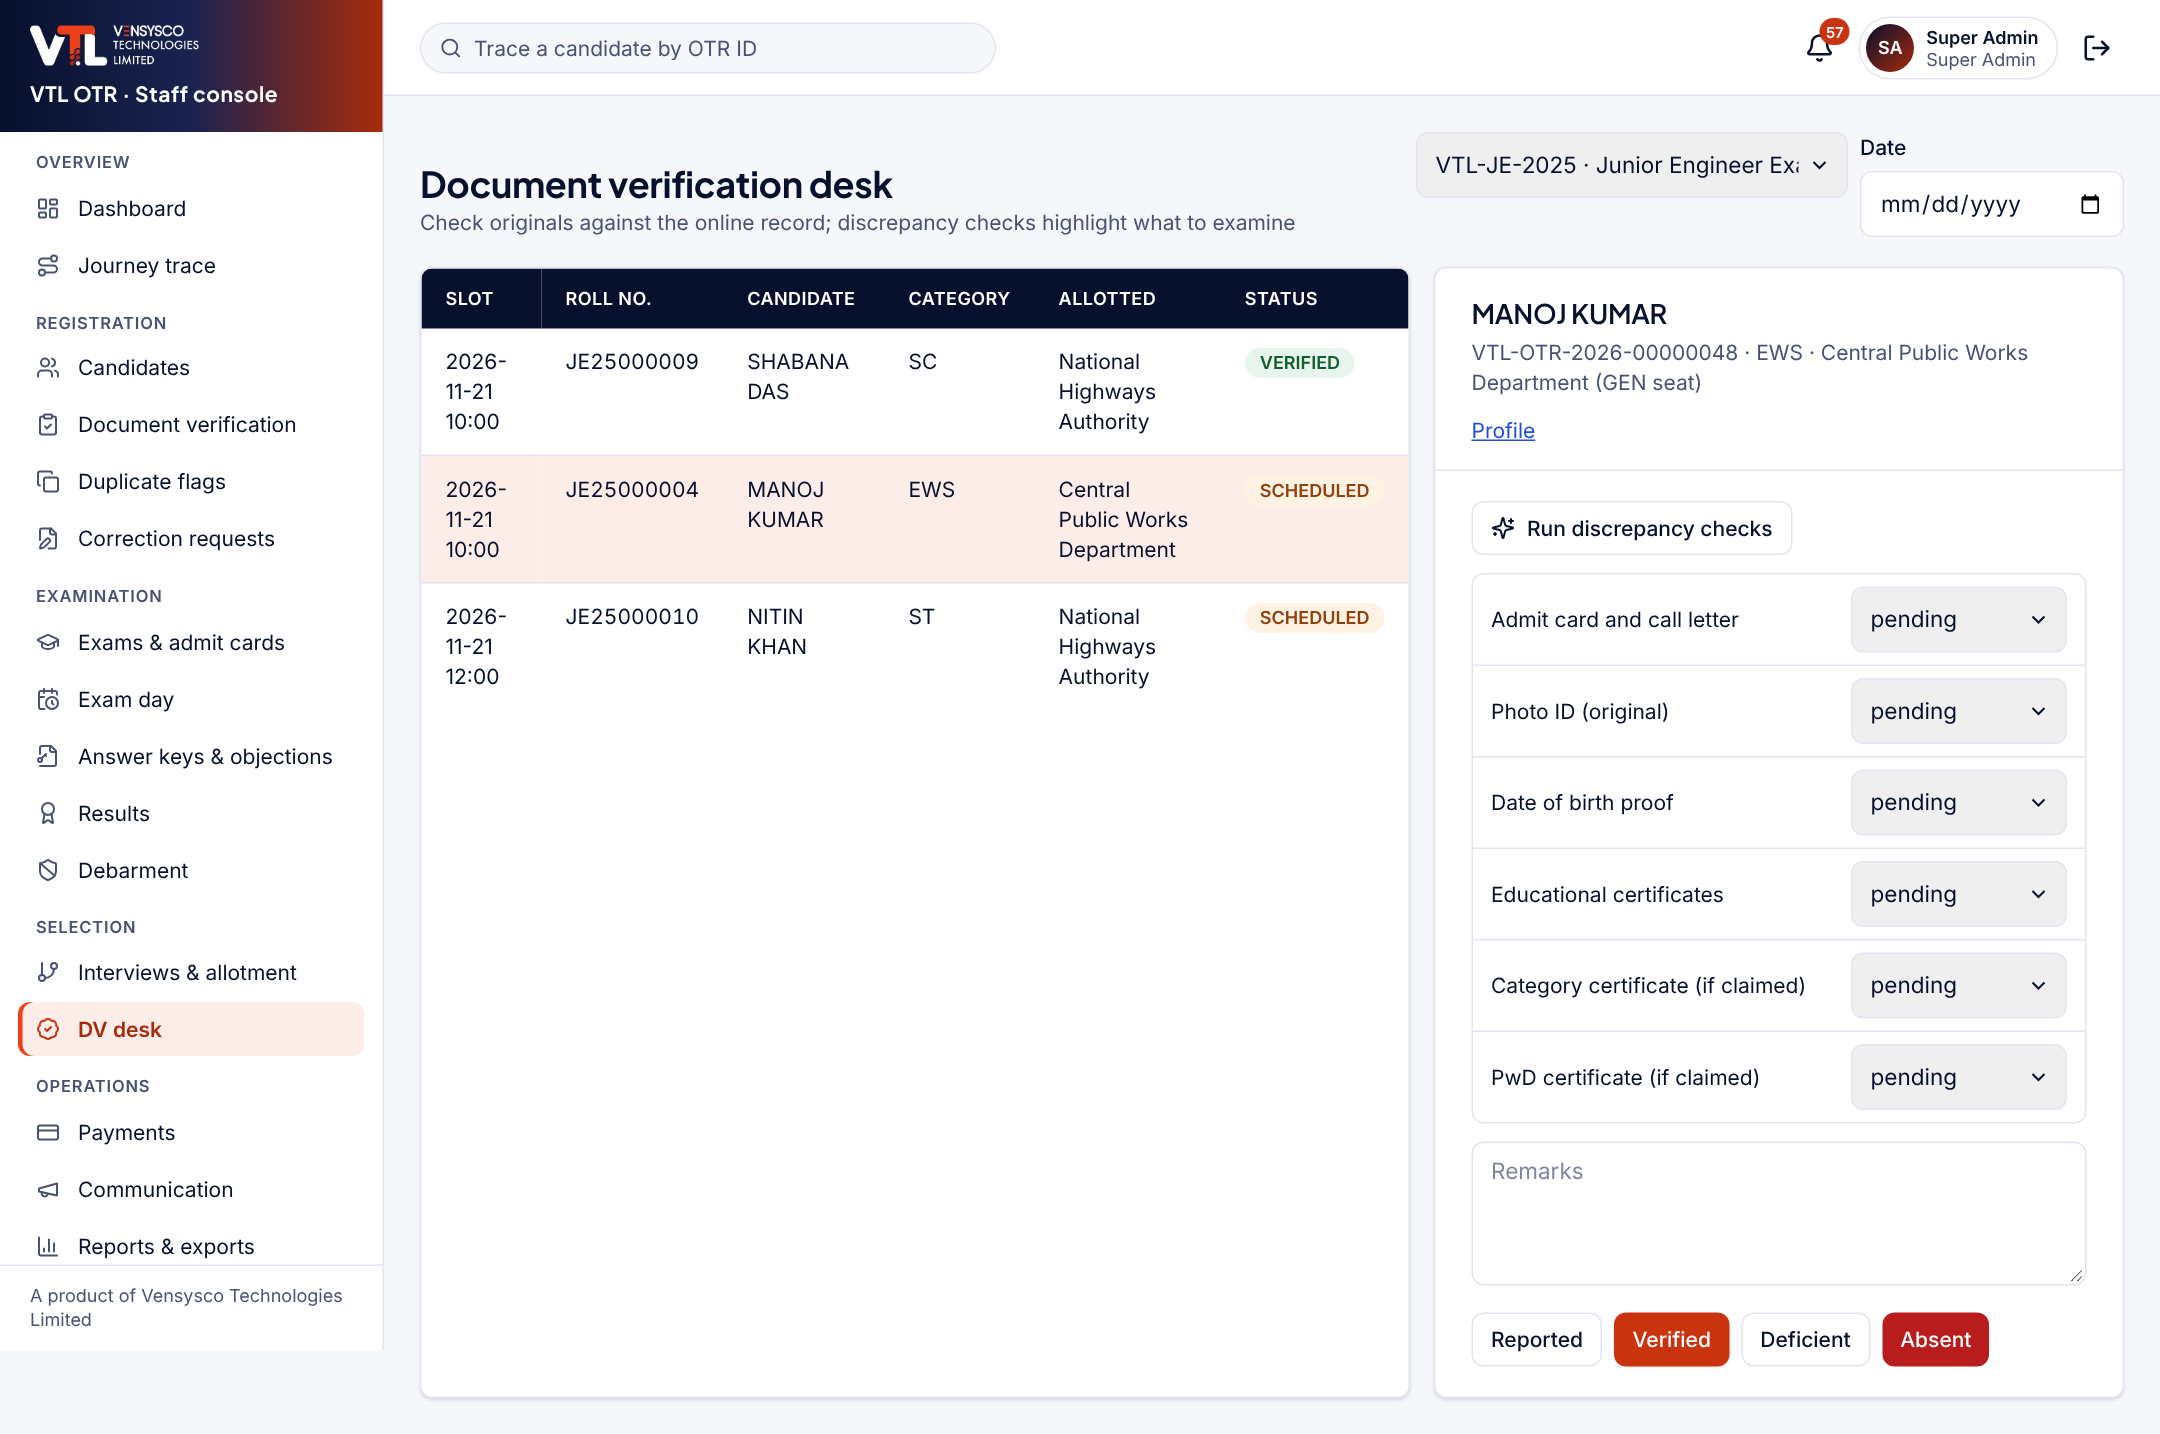 VTL VENSYSCO
TECHNOLOGIES
LIMITED
VTL OTR · Staff console
OVERVIEW
Dashboard
Journey trace
REGISTRATION
Candidates
Document verification
Duplicate flags
Correction requests
EXAMINATION
Exams & admit cards
Exam day
Answer keys & objections
Results
Debarment
SELECTION
Interviews & allotment
DV desk
OPERATIONS
Payments
Communication
Reports & exports
A product of Vensysco Technologies
Limited
Trace a candidate by OTR ID
57
SA
Super Admin
Super Admin
Document verification desk
Check originals against the online record; discrepancy checks highlight what to examine
VTL-JE-2025 · Junior Engineer Exa
Date
mm/dd/yyyy
SLOT ROLL NO. CANDIDATE CATEGORY ALLOTTED STATUS
2026- JE25000009 SHABANA SC National VERIFIED
11-21 DAS Highways
10:00 Authority
2026- JE25000004 MANOJ EWS Central SCHEDULED
11-21 KUMAR Public Works
10:00 Department
2026- JE25000010 NITIN ST National SCHEDULED
11-21 KHAN Highways
12:00 Authority
MANOJ KUMAR
VTL-OTR-2026-00000048 · EWS · Central Public Works
Department (GEN seat)
Profile
Run discrepancy checks
Admit card and call letter pending
Photo ID (original) pending
Date of birth proof pending
Educational certificates pending
Category certificate (if claimed) pending
PwD certificate (if claimed) pending
Remarks
Reported Verified Deficient Absent